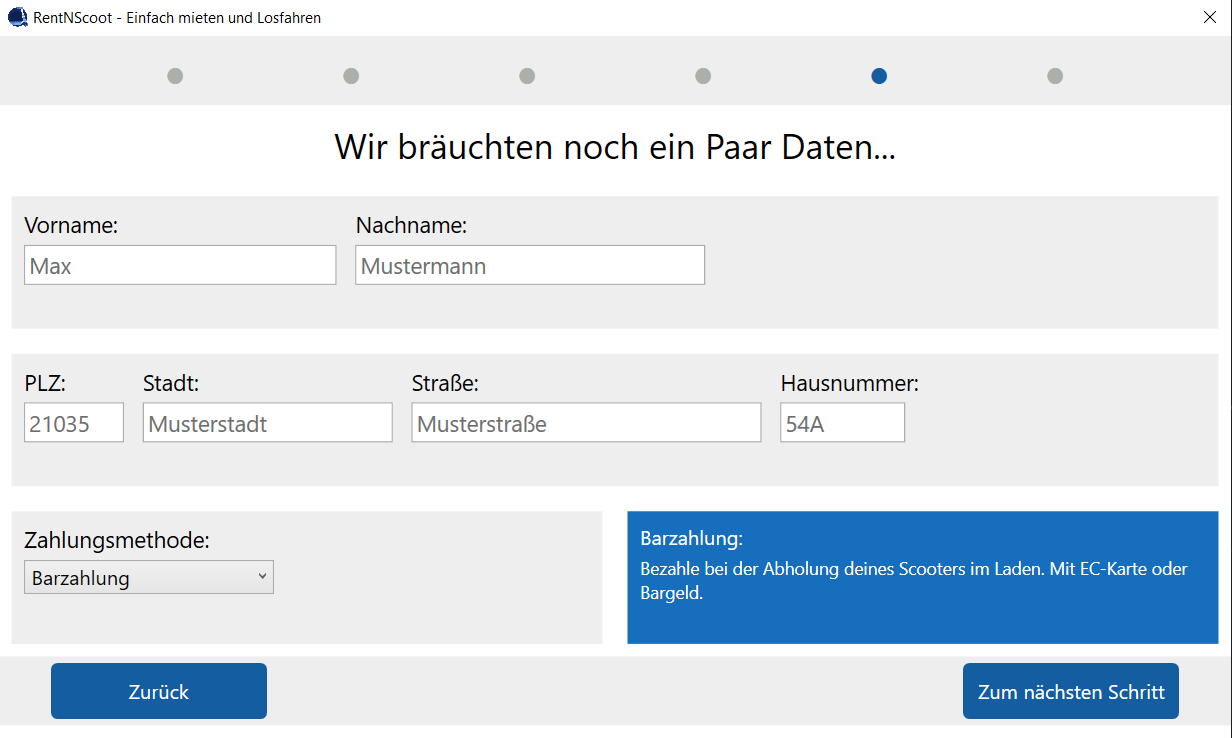 RentNScoot - Einfach mieten und Losfahren
Wir bräuchten noch ein Paar Daten...
Vorname: Nachname:
Max Mustermann
PLZ: Stadt: Straße: Hausnummer:
21035 Musterstadt Musterstraße 54A
Zahlungsmethode:
Barzahlung
Barzahlung:
Bezahle bei der Abholung deines Scooters im Laden. Mit EC-Karte oder
Bargeld.
Zurück Zum nächsten Schritt